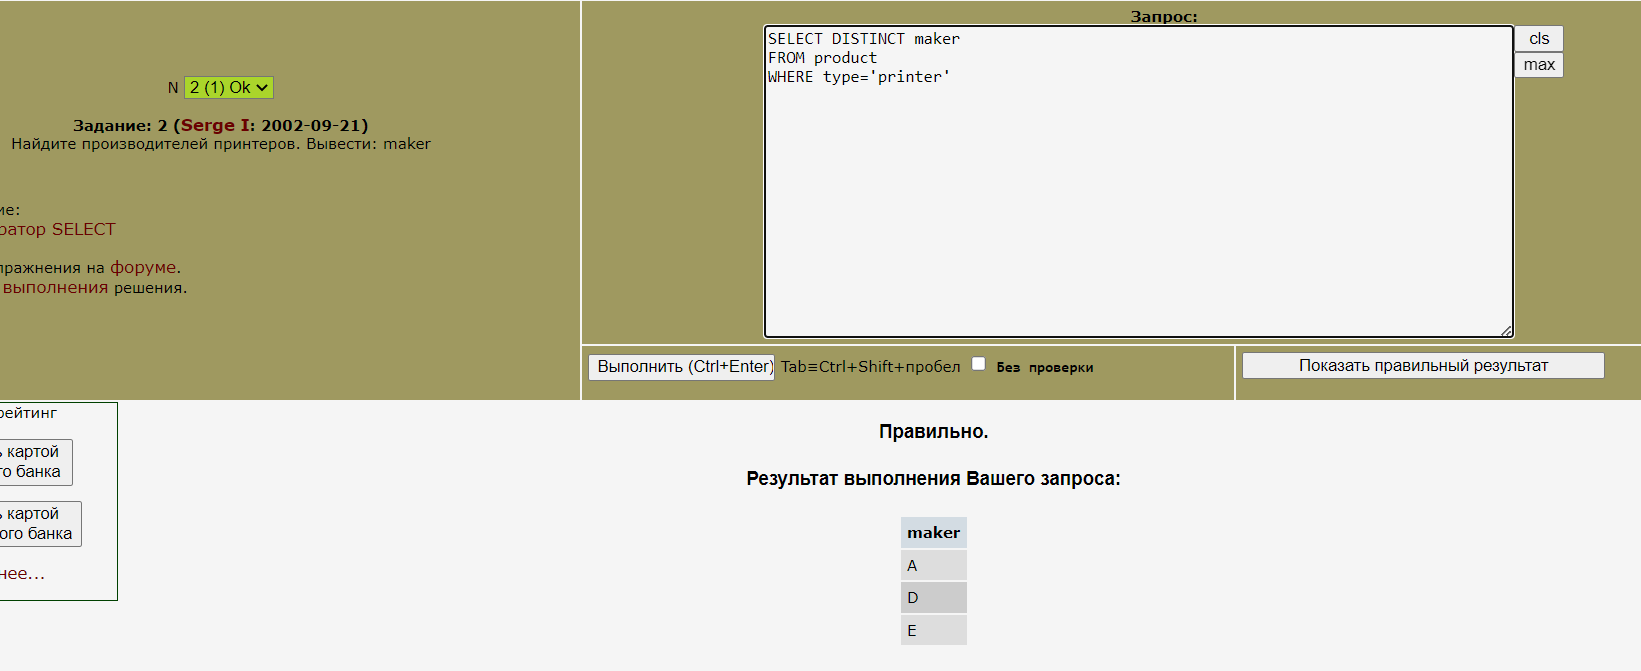 N 2 (1) Ok
Задание: 2 (Serge I: 2002-09-21)
Найдите производителей принтеров. Вывести: maker
ие:
ратор SELECT
пражнения на форуме.
выполнения решения.
Запрос:
SELECT DISTINCT maker
FROM product
WHERE type='printer'
cls
max
Выполнить (Ctrl+Enter) Tab≡Ctrl+Shift+пробел Без проверки
Показать правильный результат
рейтинг
ь картой
го банка
ь картой
ого банка
нее...
Правильно.
Результат выполнения Вашего запроса:
maker
A
D
E